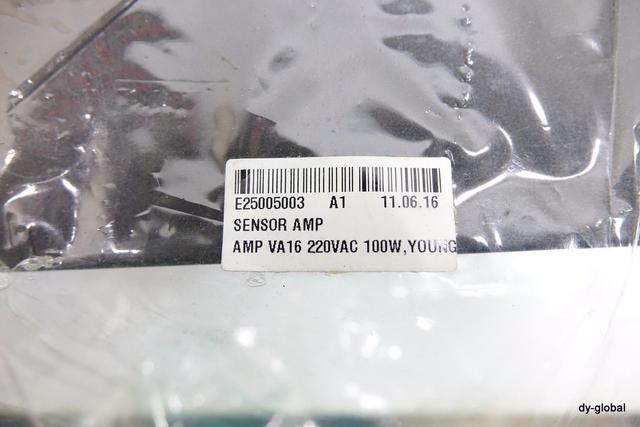 E25005003 A1 11.06.16
SENSOR AMP
AMP VA16 220VAC 100W,YOUNG
dy-global